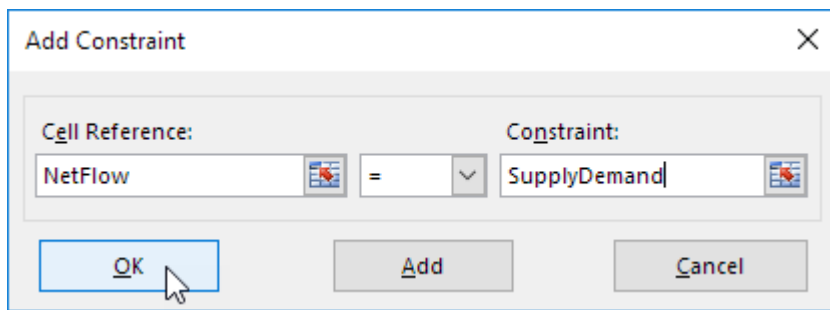 Add Constraint
Cell Reference: Constraint:
NetFlow = SupplyDemand
OK Add Cancel